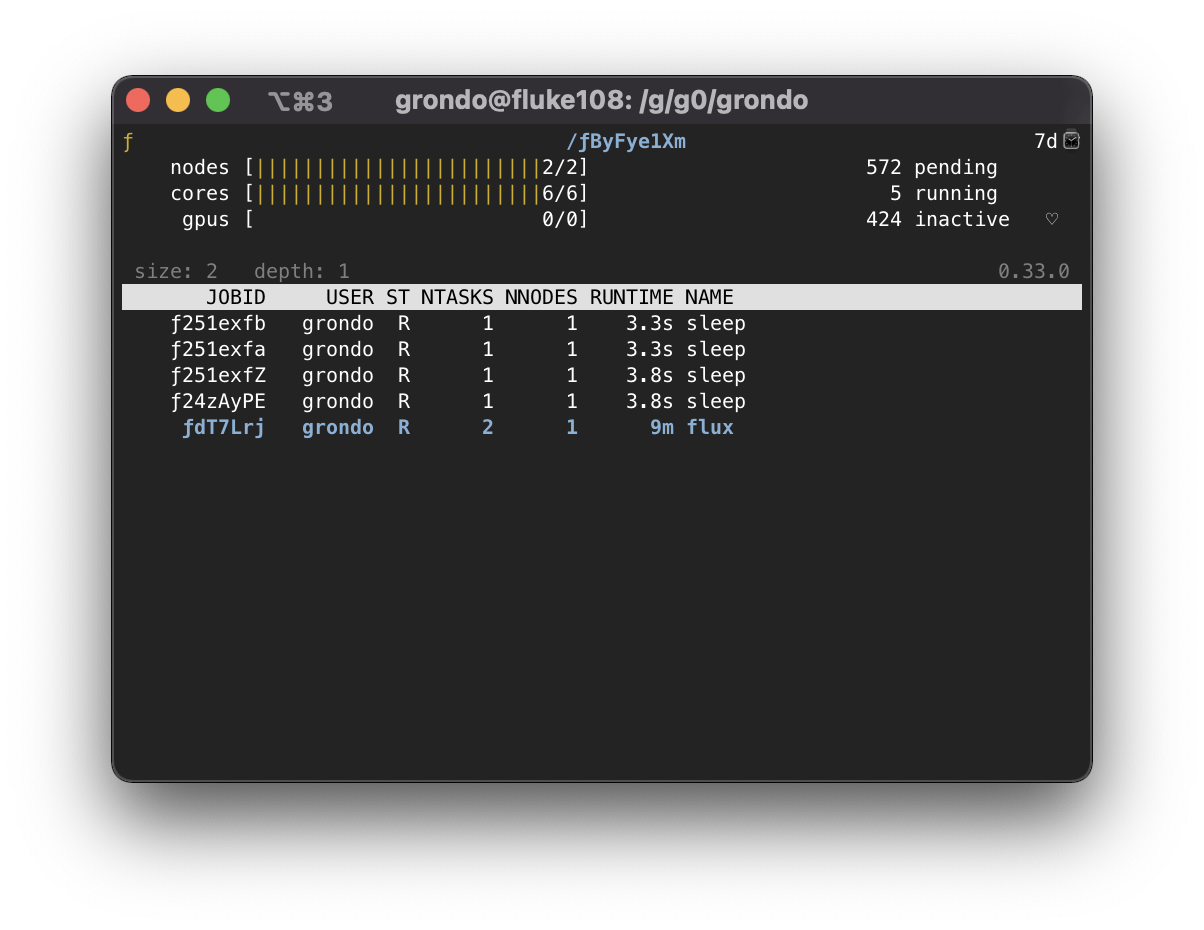 ⌥⌘3 grondo@fluke108: /g/g0/grondo
ƒ /ƒByFye1Xm 7d⌚
nodes [||||||||||||||||||||||||2/2] 572 pending
cores [||||||||||||||||||||||||6/6] 5 running
gpus [ 0/0] 424 inactive ♡
size: 2 depth: 1 0.33.0
JOBID USER ST NTASKS NNODES RUNTIME NAME
ƒ251exfb grondo R 1 1 3.3s sleep
ƒ251exfa grondo R 1 1 3.3s sleep
ƒ251exfZ grondo R 1 1 3.8s sleep
ƒ24zAyPE grondo R 1 1 3.8s sleep
ƒdT7Lrj grondo R 2 1 9m flux